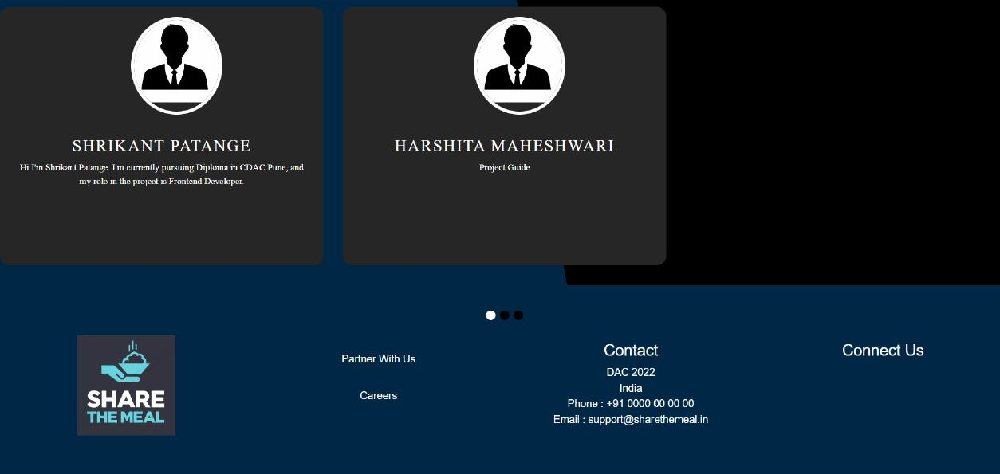 SHRIKANT PATANGE
Hi I'm Shrikant Patange. I'm currently pursuing Diploma in CDAC Pune, and
my role in the project is Frontend Developer.
HARSHITA MAHESHWARI
Project Guide
SHARE
THE MEAL
Partner With Us
Careers
Contact
DAC 2022
India
Phone : +91 0000 00 00 00
Email : support@sharethemeal.in
Connect Us